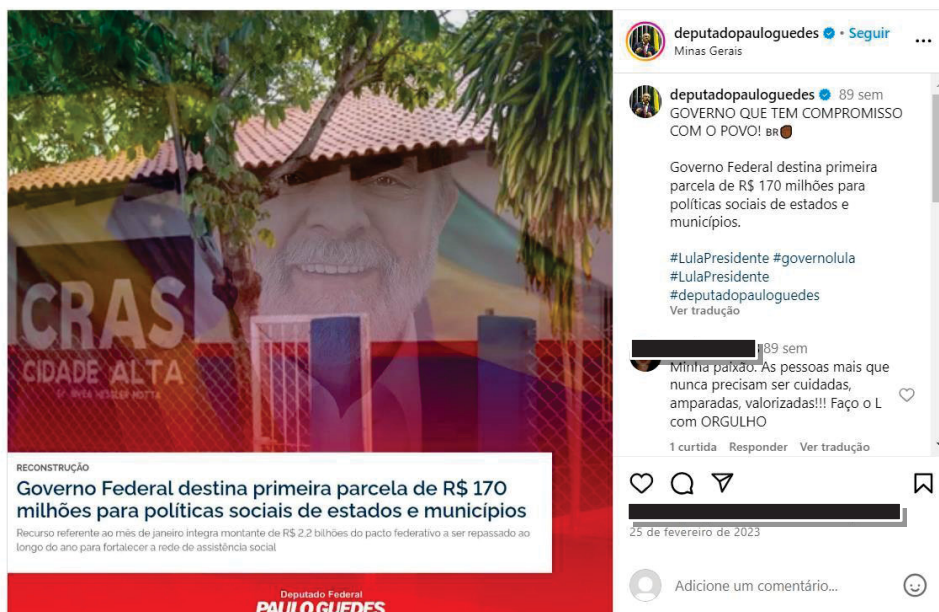 CRAS
CIDADE ALTA
RECONSTRUÇÃO
Governo Federal destina primeira parcela de R$ 170
milhões para políticas sociais de estados e municípios
Recurso referente ao mês de janeiro integra montante de R$ 2,2 bilhões do pacto federativo a ser repassado ao
longo do ano para fortalecer a rede de assistência social
Deputado Federal
PAULO GUEDES
deputadopauloguedes • Seguir
Minas Gerais
deputadopauloguedes 89 sem
GOVERNO QUE TEM COMPROMISSO
COM O POVO! BR
Governo Federal destina primeira
parcela de R$ 170 milhões para
políticas sociais de estados e
municípios.
#LulaPresidente #governolula
#LulaPresidente
#deputadopauloguedes
Ver tradução
89 sem
Minha paixão. As pessoas mais que
nunca precisam ser cuidadas,
amparadas, valorizadas!!! Faço o L
com ORGULHO
1 curtida Responder Ver tradução
25 de fevereiro de 2023
Adicione um comentário...